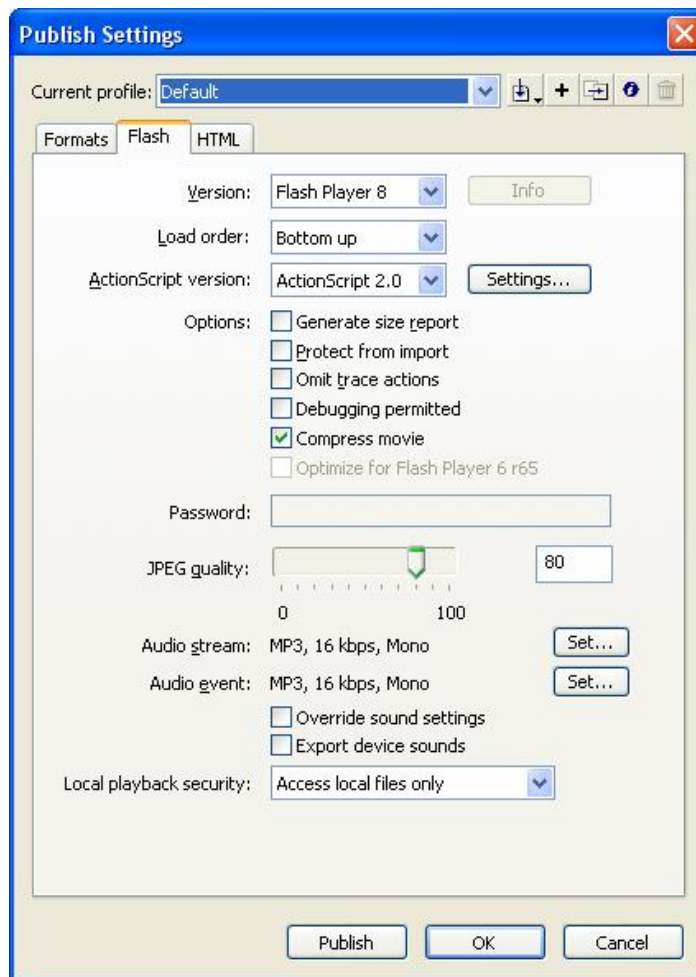 Publish Settings
Current profile: Default
Formats Flash HTML
Version: Flash Player 8 Info
Load order: Bottom up
ActionScript version: ActionScript 2.0 Settings...
Options: Generate size report
Protect from import
Omit trace actions
Debugging permitted
Compress movie
Optimize for Flash Player 6 r65
Password:
JPEG quality: 80
0 100
Audio stream: MP3, 16 kbps, Mono Set...
Audio event: MP3, 16 kbps, Mono Set...
Override sound settings
Export device sounds
Local playback security: Access local files only
Publish OK Cancel